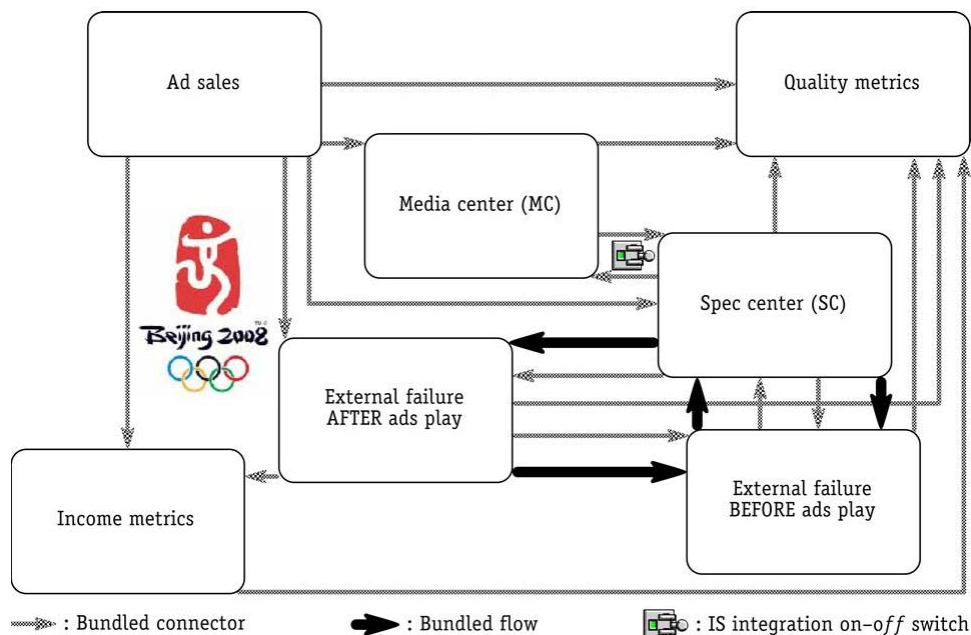 Ad sales
Quality metrics
Media center (MC)
Spec center (SC)
Beijing 2008
TM
External failure
AFTER ads play
External failure
BEFORE ads play
Income metrics
: Bundled connector
: Bundled flow
: IS integration on–off switch